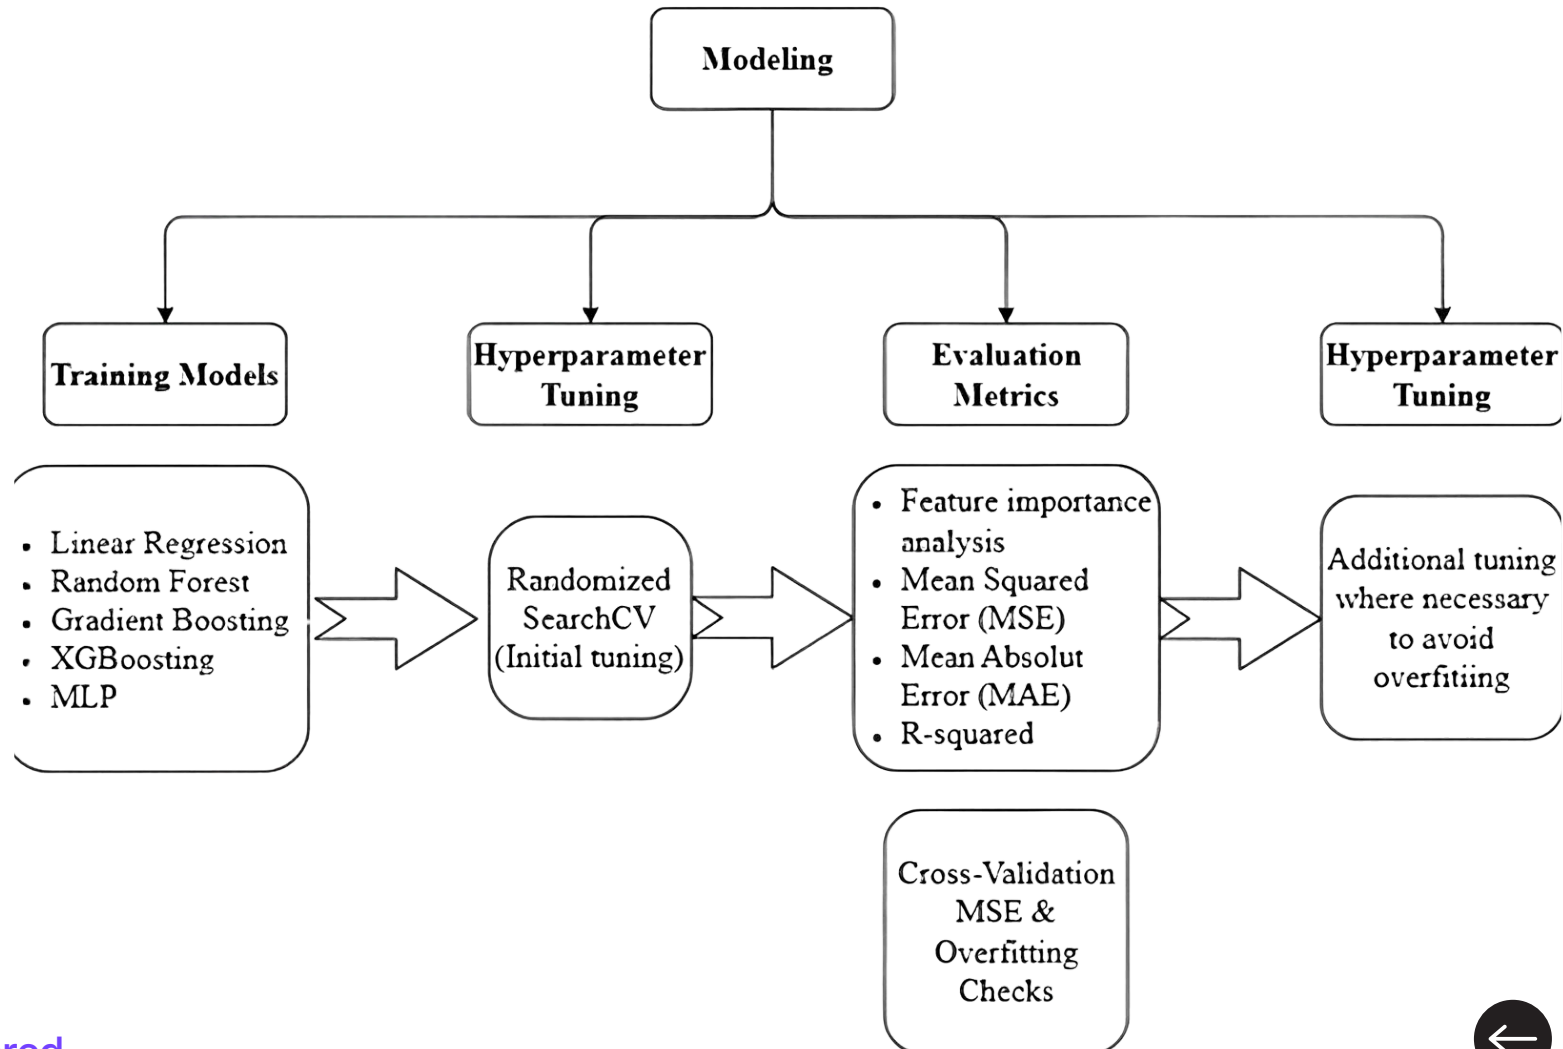 Modeling
Training Models
Hyperparameter
Tuning
Evaluation
Metrics
Hyperparameter
Tuning
• Linear Regression
• Random Forest
• Gradient Boosting
• XGBoosting
• MLP
Randomized
SearchCV
(Initial tuning)
• Feature importance
analysis
• Mean Squared
Error (MSE)
• Mean Absolut
Error (MAE)
• R-squared
Additional tuning
where necessary
to avoid
overfitiing
Cross-Validation
MSE &
Overfitting
Checks